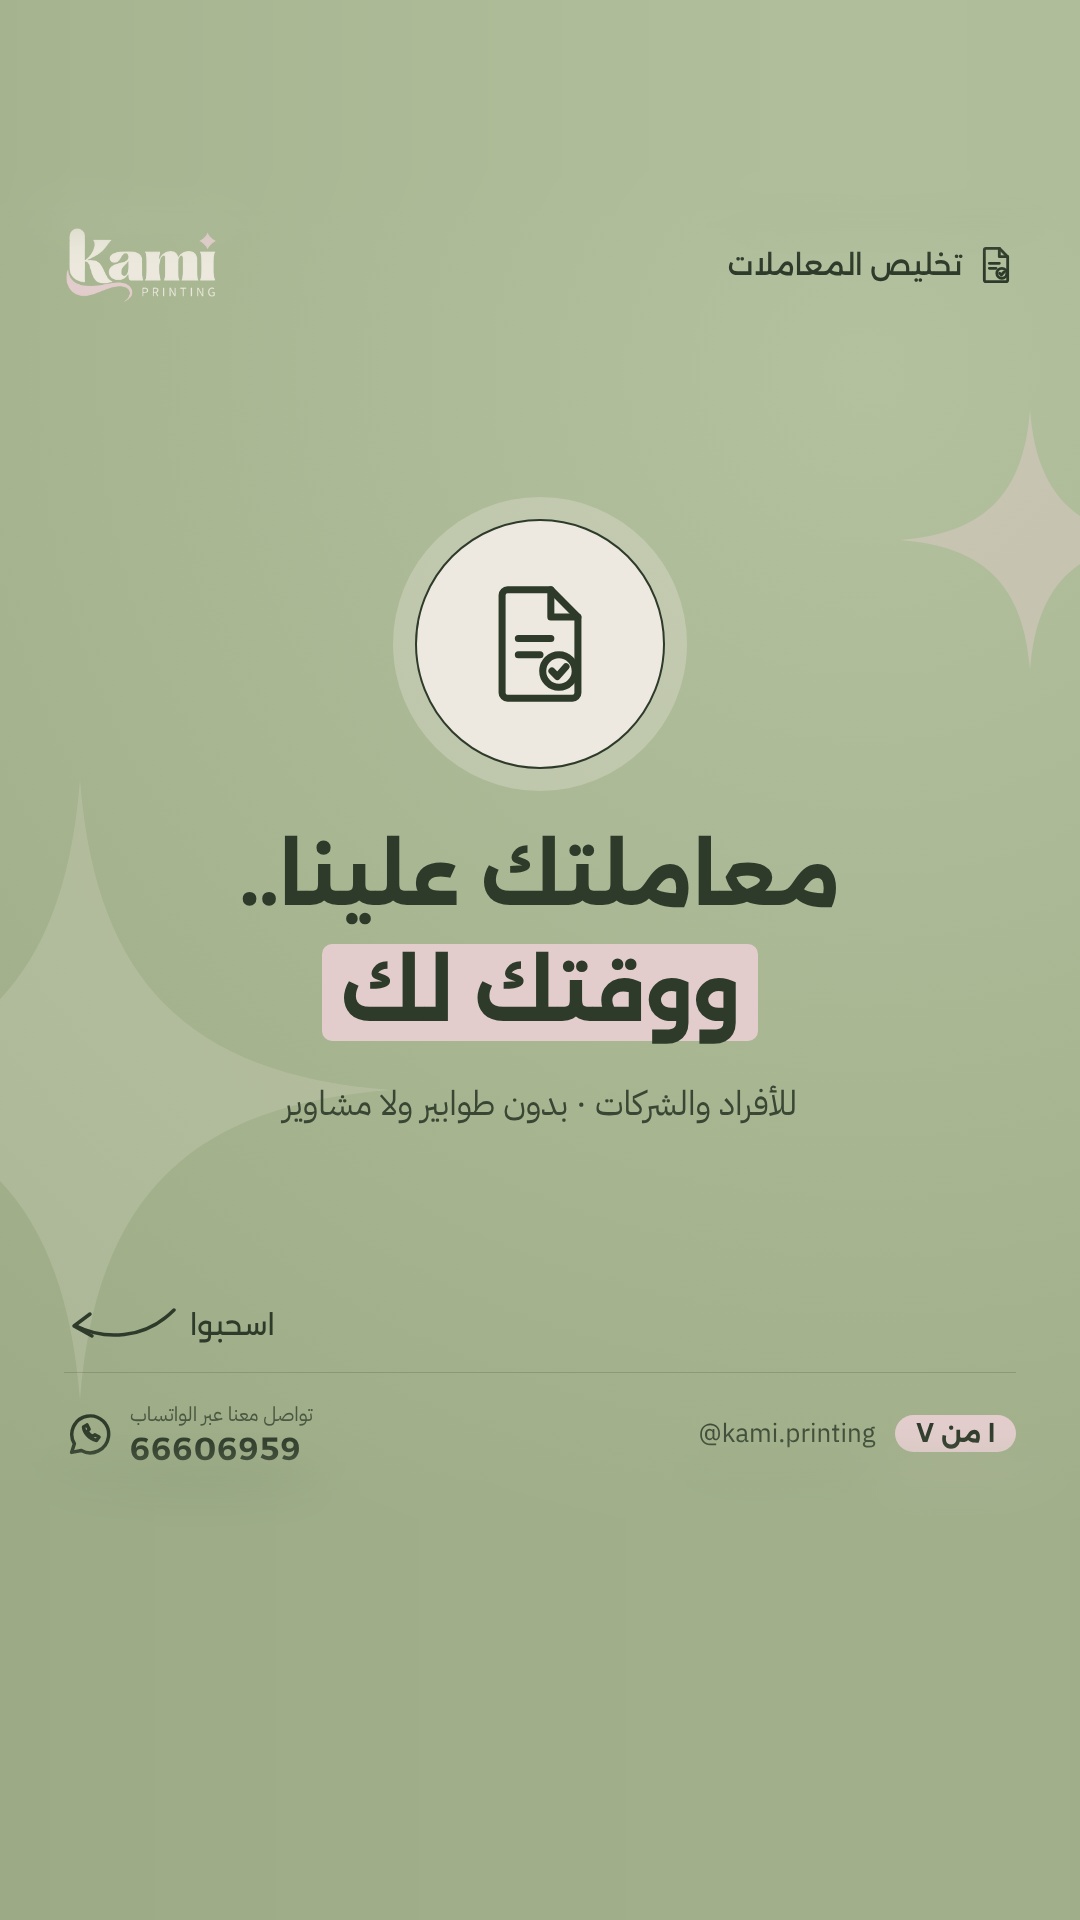 تخليص المعاملات
kami
PRINTING
معاملتك علينا..
ووقتك لك
للأفراد والشركات · بدون طوابير ولا مشاوير
اسحبوا
١ من ٧
@kami.printing
تواصل معنا عبر الواتساب
66606959